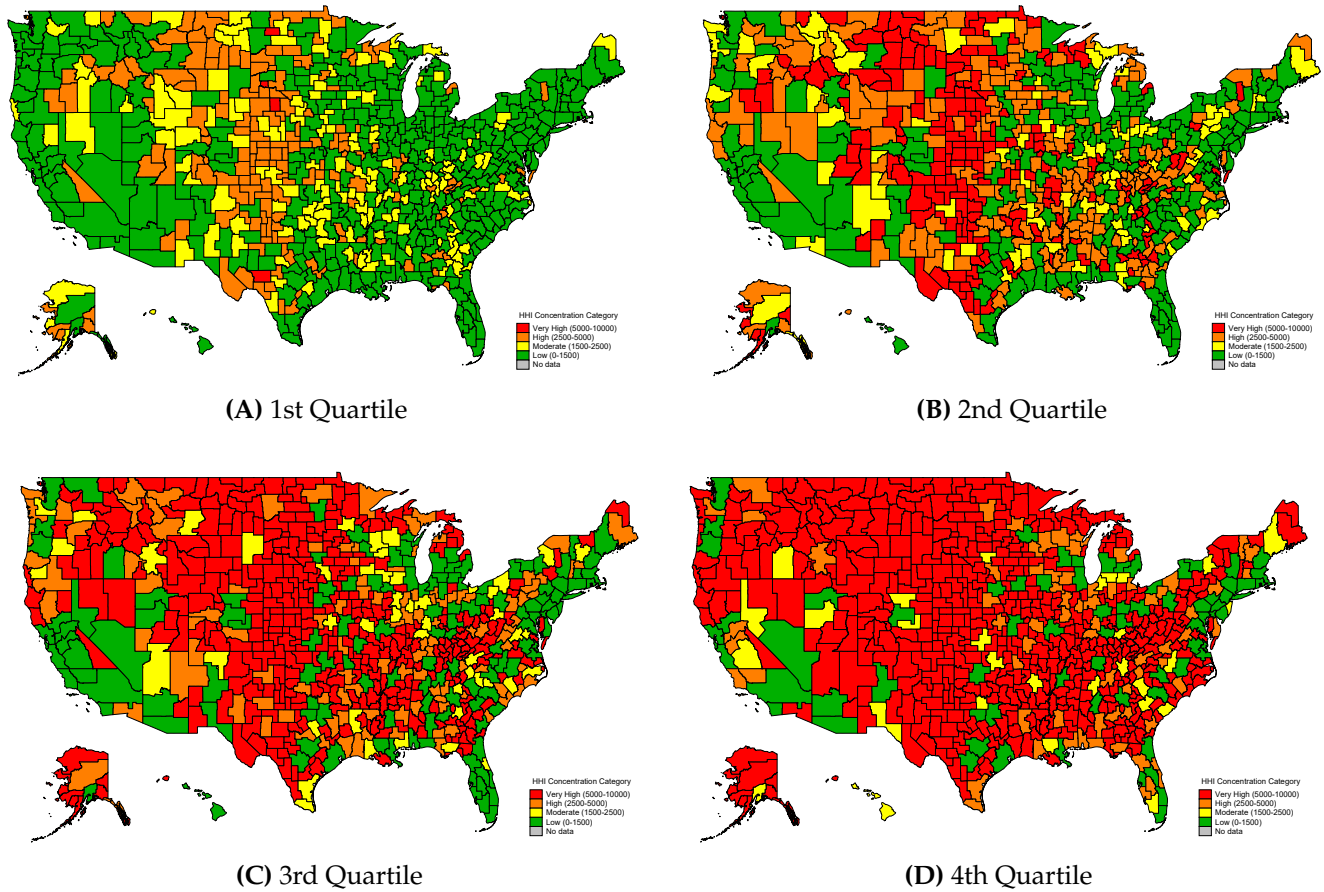 HHI Concentration Category
Very High (5000-10000)
High (2500-5000)
Moderate (1500-2500)
Low (0-1500)
No data
(A) 1st Quartile
HHI Concentration Category
Very High (5000-10000)
High (2500-5000)
Moderate (1500-2500)
Low (0-1500)
No data
(B) 2nd Quartile
HHI Concentration Category
Very High (5000-10000)
High (2500-5000)
Moderate (1500-2500)
Low (0-1500)
No data
(C) 3rd Quartile
HHI Concentration Category
Very High (5000-10000)
High (2500-5000)
Moderate (1500-2500)
Low (0-1500)
No data
(D) 4th Quartile